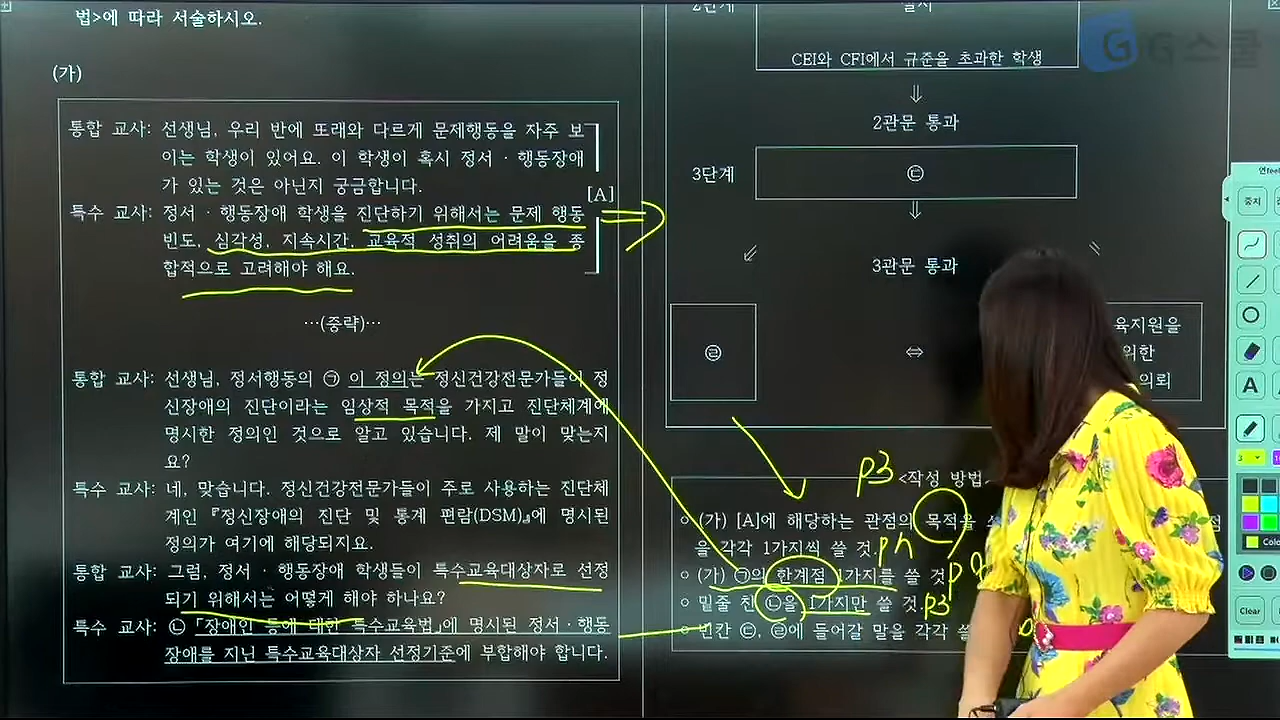 법>에 따라 서술하시오.
(가)
통합 교사: 선생님, 우리 반에 또래와 다르게 문제행동을 자주 보
이는 학생이 있어요. 이 학생이 혹시 정서 · 행동장애
가 있는 것은 아닌지 궁금합니다.
[A]
특수 교사: 정서 · 행동장애 학생을 진단하기 위해서는 문제 행동
빈도, 심각성, 지속시간, 교육적 성취의 어려움을 종
합적으로 고려해야 해요.
…(중략)…
통합 교사: 선생님, 정서행동의 ㉠ 이 정의는 정신건강전문가들이 정
신장애의 진단이라는 임상적 목적을 가지고 진단체계에
명시한 정의인 것으로 알고 있습니다. 제 말이 맞는지
요?
특수 교사: 네, 맞습니다. 정신건강전문가들이 주로 사용하는 진단체
계인 『정신장애의 진단 및 통계 편람(DSM)』에 명시된
정의가 여기에 해당되지요.
통합 교사: 그럼, 정서 · 행동장애 학생들이 특수교육대상자로 선정
되기 위해서는 어떻게 해야 하나요?
특수 교사: ㉡ 「장애인 등에 대한 특수교육법」에 명시된 정서 · 행동
장애를 지닌 특수교육대상자 선정기준에 부합해야 합니다.
2단계
실시
CBI와 CFI에서 규준을 초과한 학생
⇓
2관문 통과
3단계
㉢
⇓
3관문 통과
㉣
⇔
육지원을
위한
의뢰
p3
<작성 방법
○ (가) [A]에 해당하는 관점의 목적을
점
을 각각 1가지씩 쓸 것.
○ (가) ㉠의 한계점 1가지를 쓸 것
○ 밑줄 친 ㉡을 1가지만 쓸 것.
p3
○ 빈칸 ㉢, ㉣에 들어갈 말을 각각 쓸
G스쿨
중지
A
3
Color
Clear